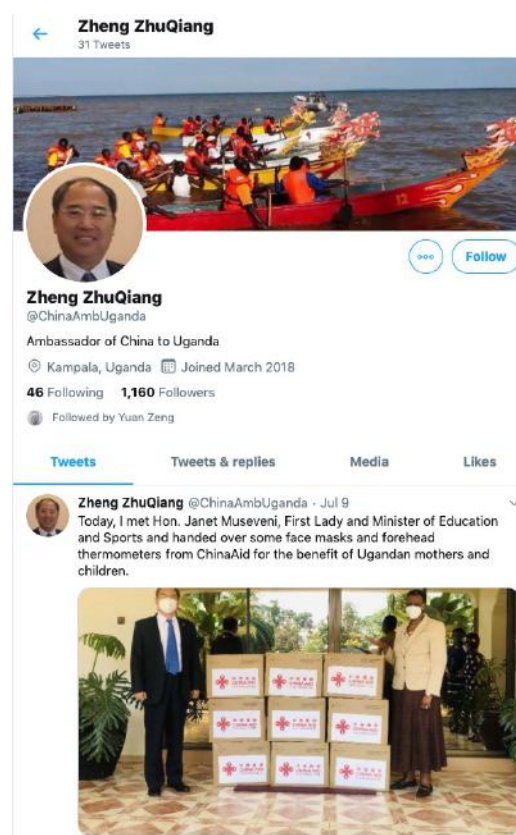 Zheng ZhuQiang
31 Tweets
Follow
Zheng ZhuQiang
@ChinaAmbUganda
Ambassador of China to Uganda
Kampala, Uganda Joined March 2018
46 Following 1,160 Followers
Followed by Yuan Zeng
Tweets Tweets & replies Media Likes
Zheng ZhuQiang @ChinaAmbUganda · Jul 9
Today, I met Hon. Janet Museveni, First Lady and Minister of Education
and Sports and handed over some face masks and forehead
thermometers from ChinaAid for the benefit of Ugandan mothers and
children.
12